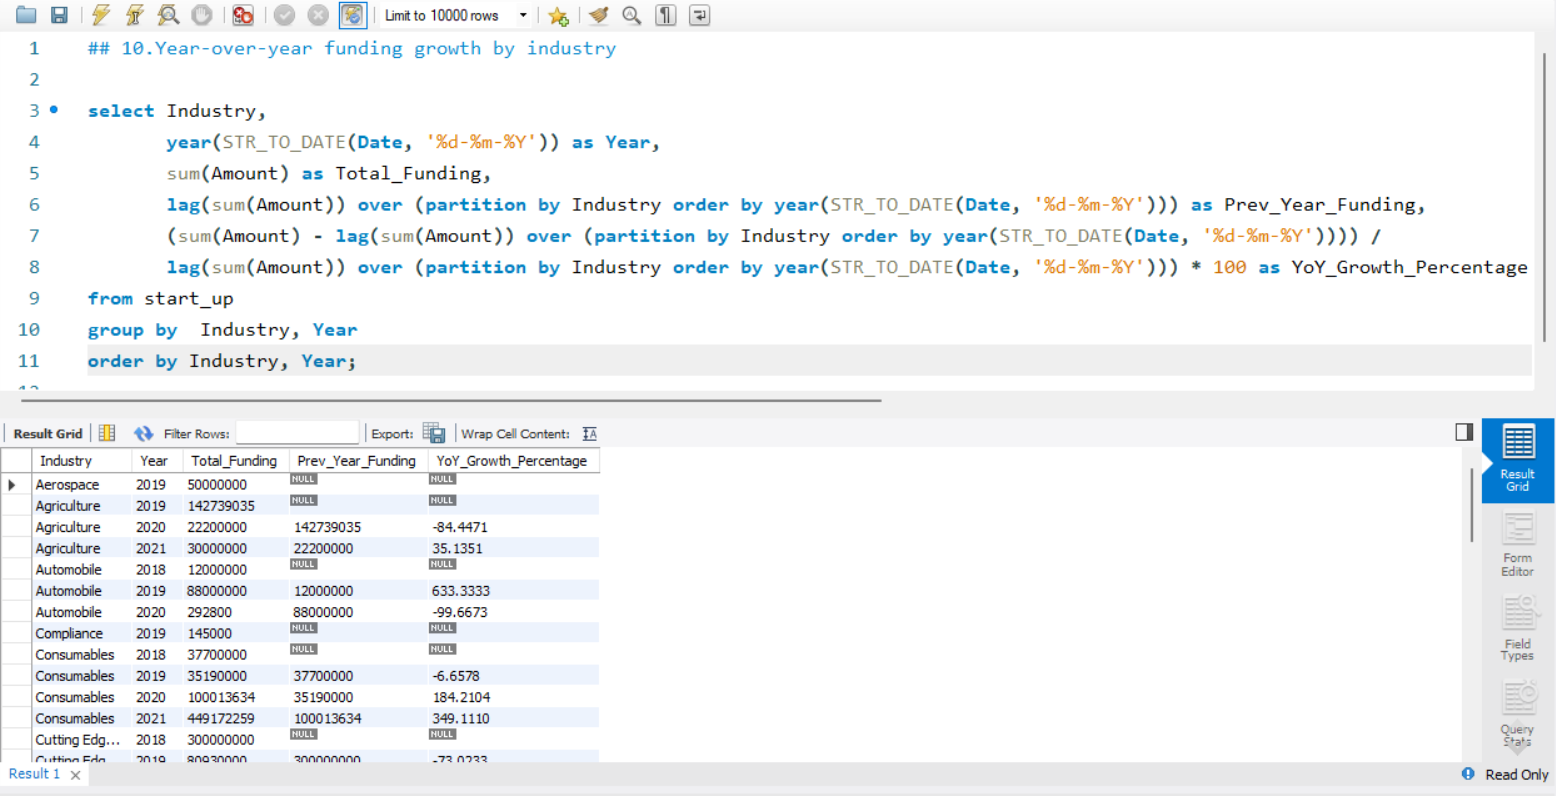 Limit to 10000 rows
1 ## 10.Year-over-year funding growth by industry
2
3 select Industry,
4 year(STR_TO_DATE(Date, '%d-%m-%Y')) as Year,
5 sum(Amount) as Total_Funding,
6 lag(sum(Amount)) over (partition by Industry order by year(STR_TO_DATE(Date, '%d-%m-%Y'))) as Prev_Year_Funding,
7 (sum(Amount) - lag(sum(Amount)) over (partition by Industry order by year(STR_TO_DATE(Date, '%d-%m-%Y')))) /
8 lag(sum(Amount)) over (partition by Industry order by year(STR_TO_DATE(Date, '%d-%m-%Y'))) * 100 as YoY_Growth_Percentage
9 from start_up
10 group by  Industry, Year
11 order by Industry, Year;
12
Result Grid Filter Rows: Export: Wrap Cell Content: IA
Industry Year Total_Funding Prev_Year_Funding YoY_Growth_Percentage
Aerospace 2019 50000000 NULL NULL
Agriculture 2019 142739035 NULL NULL
Agriculture 2020 22200000 142739035 -84.4471
Agriculture 2021 30000000 22200000 35.1351
Automobile 2018 12000000 NULL NULL
Automobile 2019 88000000 12000000 633.3333
Automobile 2020 292800 88000000 -99.6673
Compliance 2019 145000 NULL NULL
Consumables 2018 37700000 NULL NULL
Consumables 2019 35190000 37700000 -6.6578
Consumables 2020 100013634 35190000 184.2104
Consumables 2021 449172259 100013634 349.1110
Cutting Edg... 2018 300000000 NULL NULL
Cutting Edg... 2019 80930000 300000000 -73.0233
Result
Grid
Form
Editor
Field
Types
Query
Stats
Result 1
Read Only